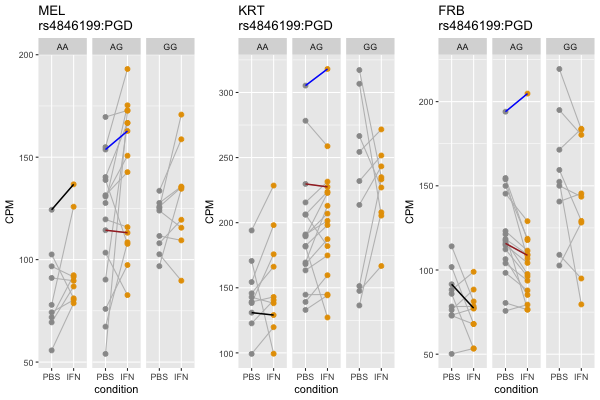 MEL
rs4846199:PGD
AA AG GG
200
150
100
50
CPM
PBS IFN PBS IFN PBS IFN
condition
KRT
rs4846199:PGD
AA AG GG
300
250
200
150
100
CPM
PBS IFN PBS IFN PBS IFN
condition
FRB
rs4846199:PGD
AA AG GG
200
150
100
50
CPM
PBS IFN PBS IFN PBS IFN
condition